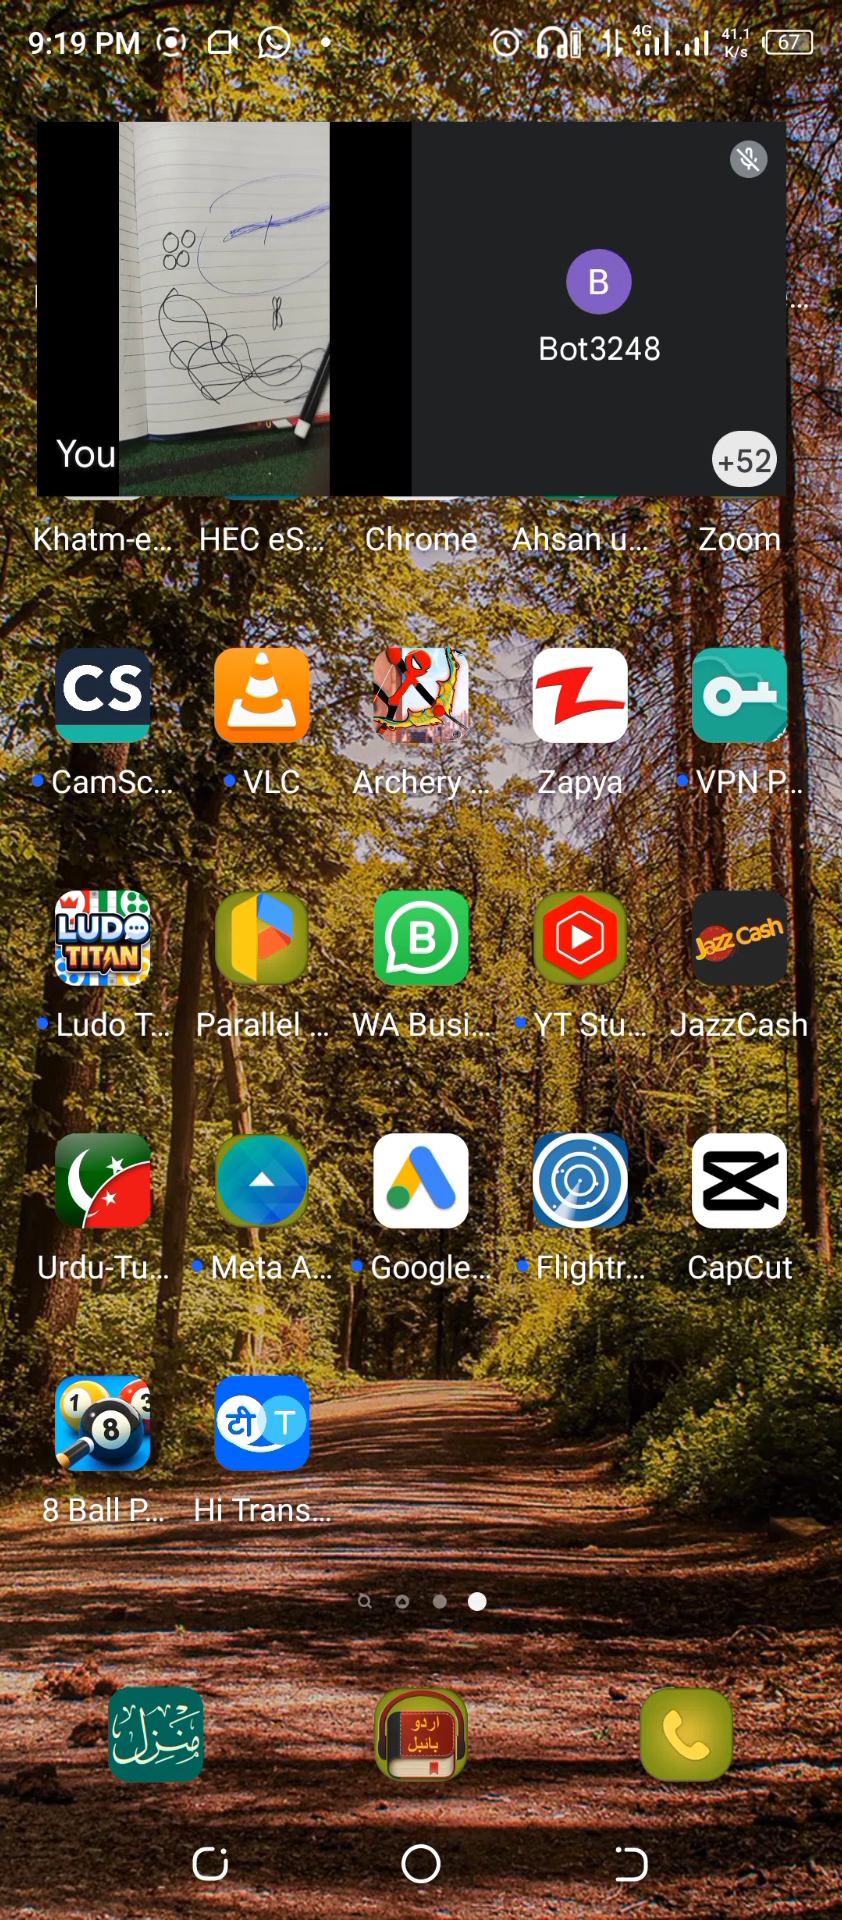 9:19 PM 4G 41.1 K/s 67
B
Bot3248
You
+52
Khatm-e... HEC eS... Chrome Ahsan u... Zoom
CS
CamSc... VLC Archery ... Zapya VPN P...
LUDO TITAN B Jazz Cash
Ludo T... Parallel ... WA Busi... YT Stu... JazzCash
Urdu-Tu... Meta A... Google... Flightr... CapCut
1 3 8 टी T
8 Ball P... Hi Trans...
منزل
اردو
بائبل